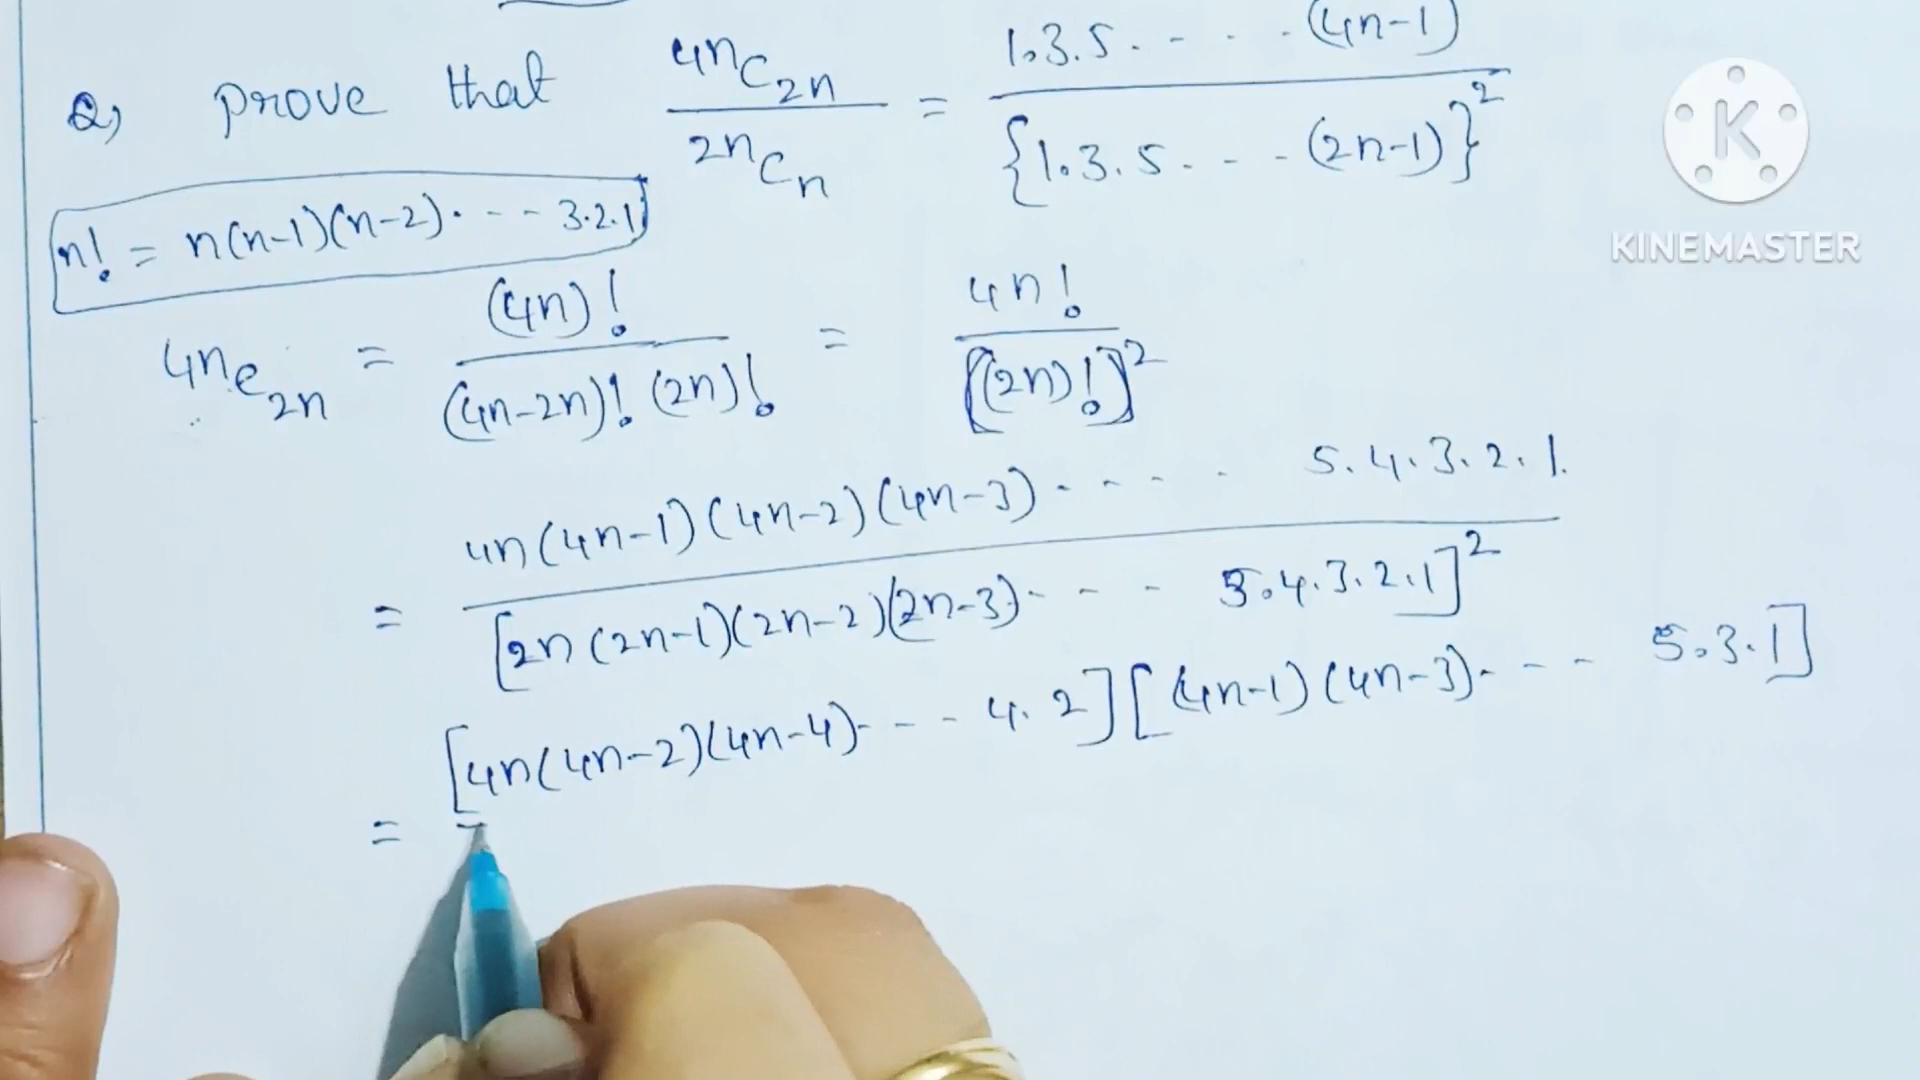 Q, prove that 4nC2n / 2nCn = 1.3.5. - - . . (4n-1) / {1.3.5. - - - (2n-1)}²
n! = n(n-1)(n-2). - - - 3.2.1
4nc2n = (4n)! / (4n-2n)! (2n)! = 4n! / [(2n)!]²
= 4n(4n-1)(4n-2)(4n-3) - - - - . 5.4.3.2.1. / [2n(2n-1)(2n-2)(2n-3) - - - 5.4.3.2.1]²
= [4n(4n-2)(4n-4) - - - 4.2][(4n-1)(4n-3) - - - 5.3.1]
K
KINEMASTER